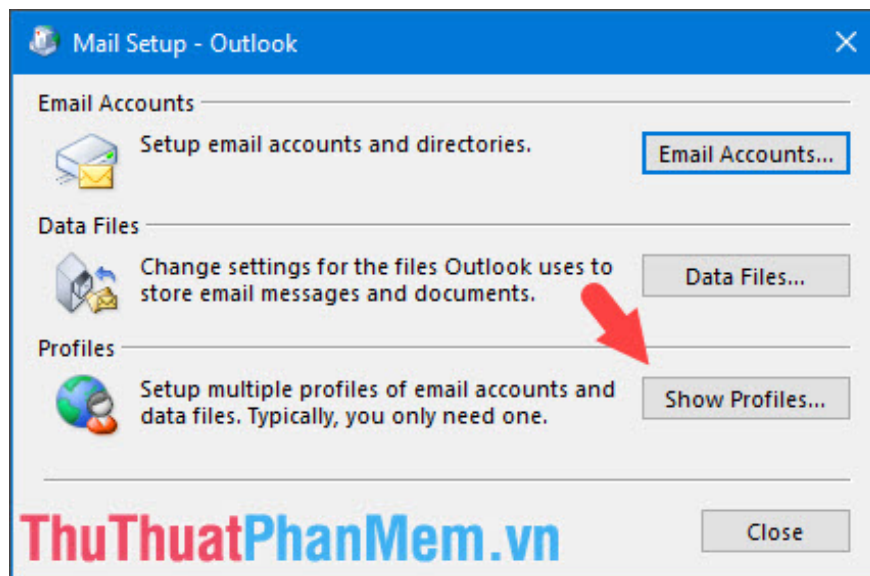 Mail Setup - Outlook
Email Accounts
Setup email accounts and directories.
Email Accounts...
Data Files
Change settings for the files Outlook uses to
store email messages and documents.
Data Files...
Profiles
Setup multiple profiles of email accounts and
data files. Typically, you only need one.
Show Profiles...
ThuThuatPhanMem.vn
Close